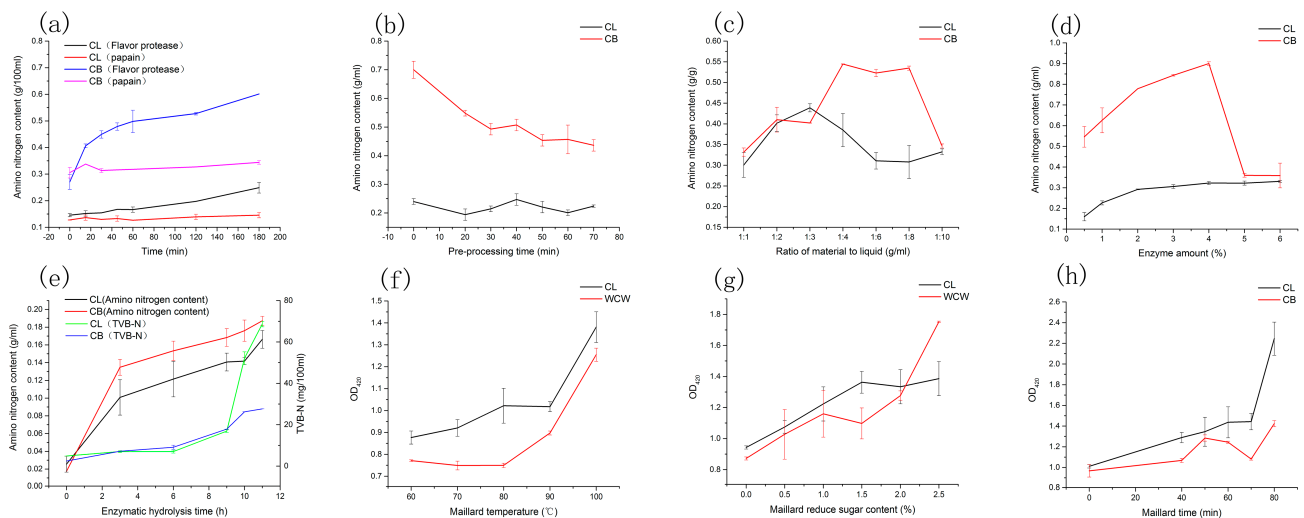 (a)
CL (Flavor protease)
CL (papain)
CB (Flavor protease)
CB (papain)
Amino nitrogen content (g/100ml)
0.8
0.7
0.6
0.5
0.4
0.3
0.2
0.1
-20 0 20 40 60 80 100 120 140 160 180 200
Time (min)
(b)
CL
CB
Amino nitrogen content (g/ml)
0.8
0.7
0.6
0.5
0.4
0.3
0.2
-10 0 10 20 30 40 50 60 70 80
Pre-processing time (min)
(c)
CL
CB
Amino nitrogen content (g/g)
0.60
0.55
0.50
0.45
0.40
0.35
0.30
0.25
0.20
0.15
1:1 1:2 1:3 1:4 1:6 1:8 1:10
Ratio of material to liquid (g/ml)
(d)
CL
CB
Amino nitrogen content (g/ml)
1.0
0.9
0.8
0.7
0.6
0.5
0.4
0.3
0.2
0.1
1 2 3 4 5 6
Enzyme amount (%)
(e)
CL(Amino nitrogen content)
CB(Amino nitrogen content)
CL (TVB-N)
CB (TVB-N)
Amino nitrogen content (g/ml)
0.20
0.18
0.16
0.14
0.12
0.10
0.08
0.06
0.04
0.02
0.00
TVB-N (mg/100ml)
80
60
40
20
0
0 2 4 6 8 10 12
Enzymatic hydrolysis time (h)
(f)
CL
WCW
OD420
1.5
1.4
1.3
1.2
1.1
1.0
0.9
0.8
0.7
60 70 80 90 100
Maillard temperature (℃)
(g)
CL
WCW
OD420
1.8
1.6
1.4
1.2
1.0
0.8
0.0 0.5 1.0 1.5 2.0 2.5
Maillard reduce sugar content (%)
(h)
CL
CB
OD420
2.6
2.4
2.2
2.0
1.8
1.6
1.4
1.2
1.0
0.8
0 20 40 60 80
Maillard time (min)